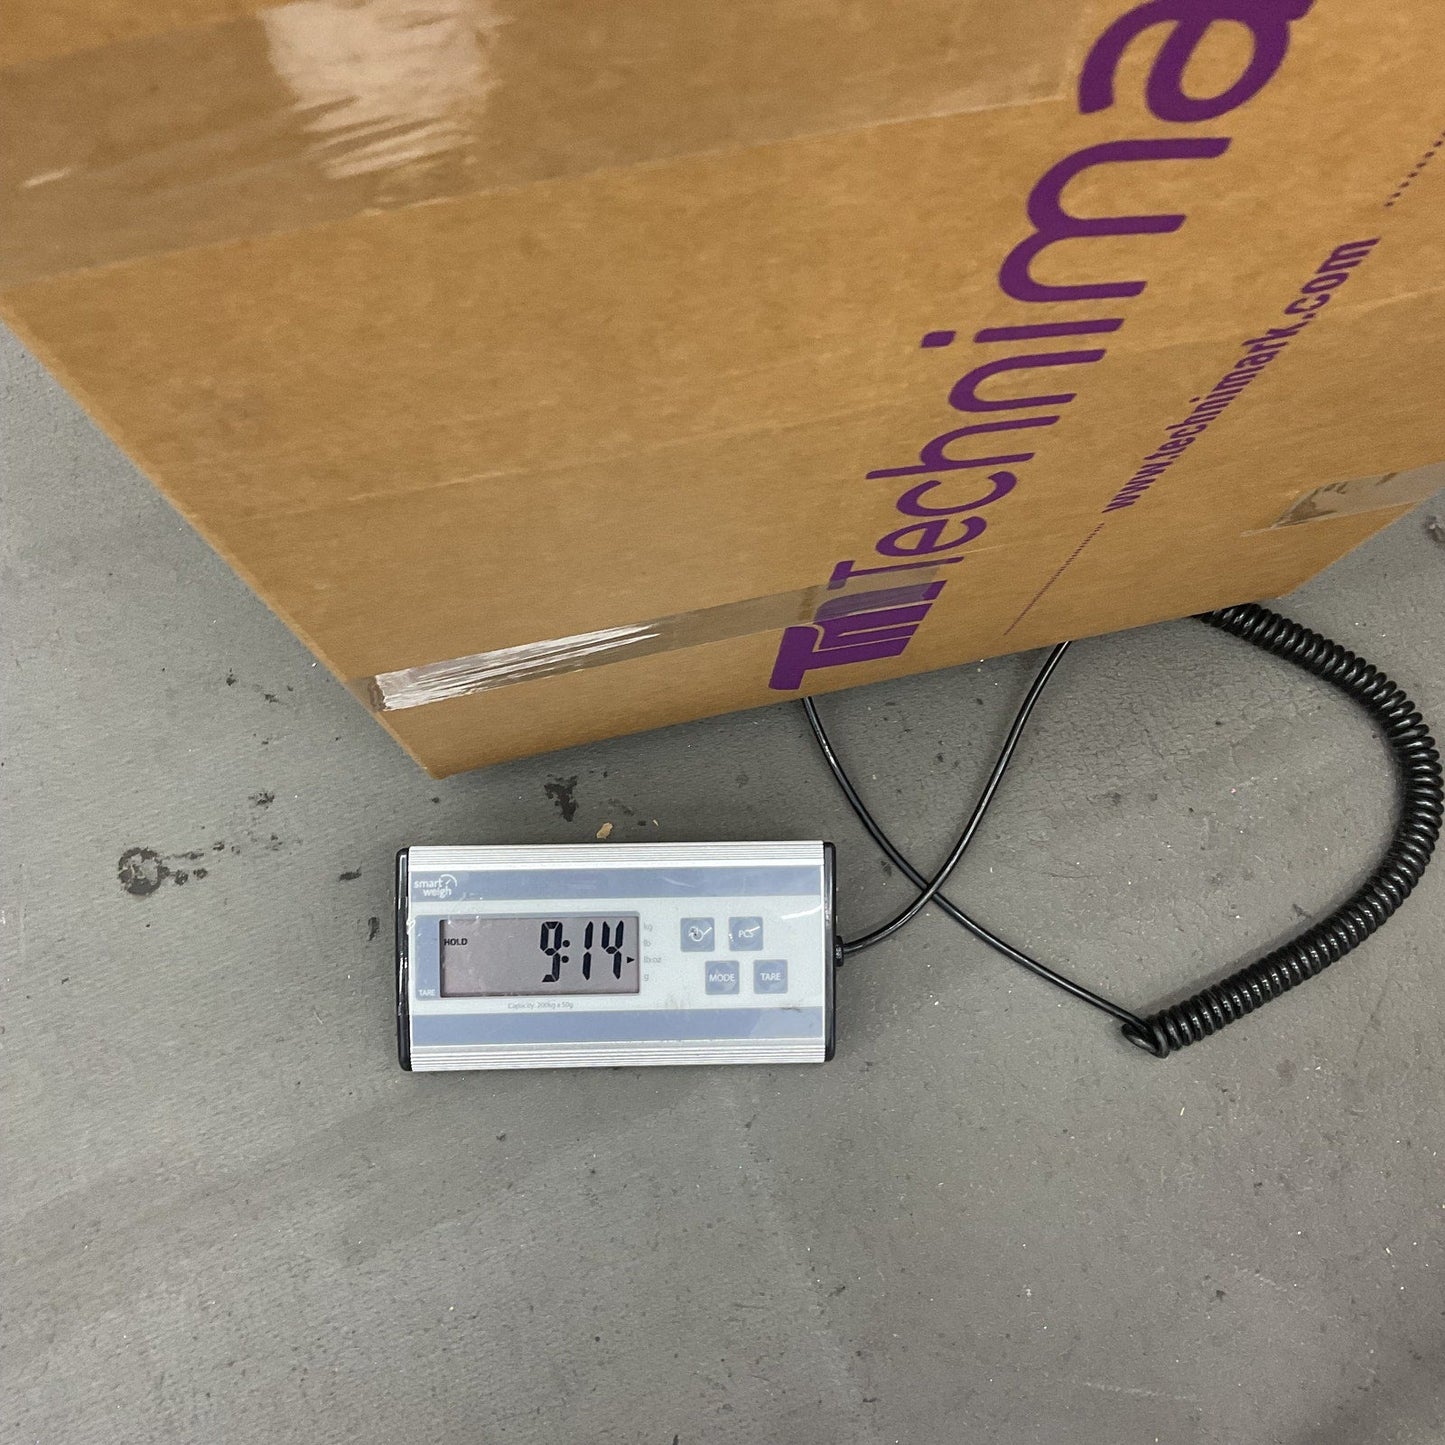 Technima
www.technimark.com
smart
weigh
HOLD
9:14
TARE
kg
lb
lb:oz
g
PCS
MODE
TARE
Capacity: 200kg x 50g